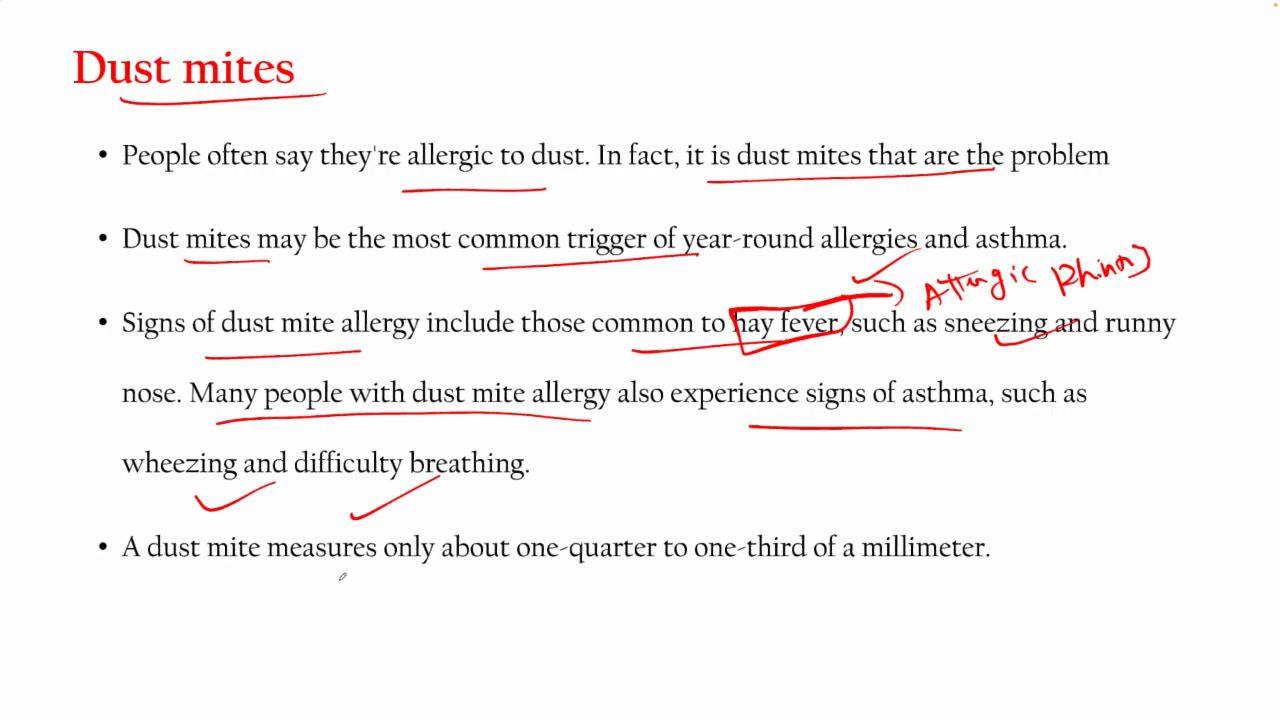 Dust mites
• People often say they're allergic to dust. In fact, it is dust mites that are the problem
• Dust mites may be the most common trigger of year-round allergies and asthma.
Allergic
• Signs of dust mite allergy include those common to hay fever, such as sneezing and runny
nose. Many people with dust mite allergy also experience signs of asthma, such as
wheezing and difficulty breathing.
• A dust mite measures only about one-quarter to one-third of a millimeter.